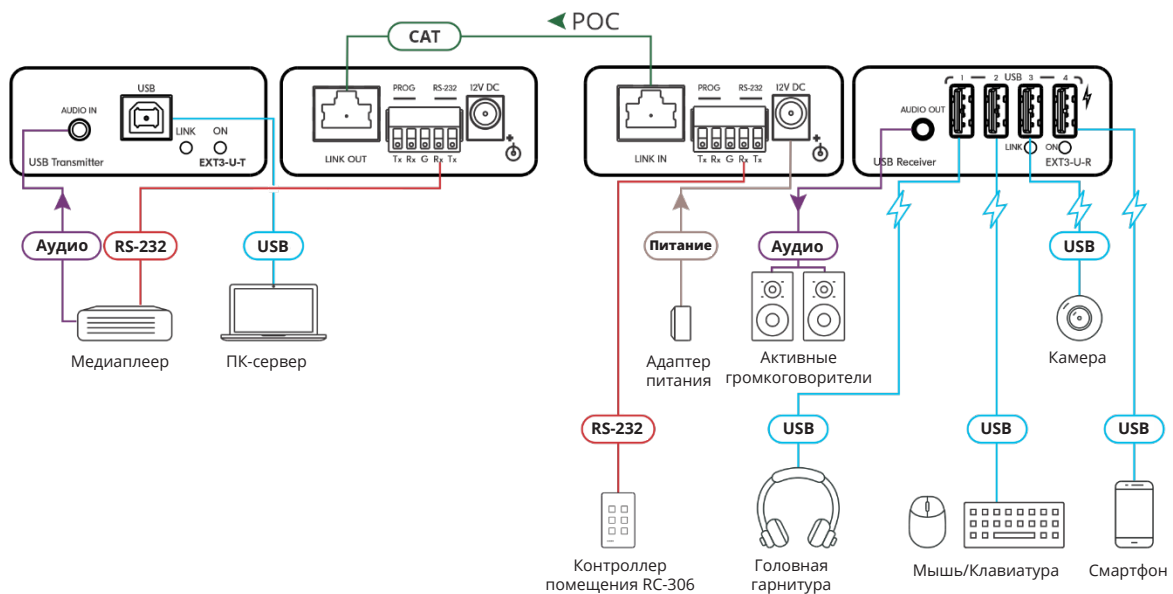 POC
CAT
USB
AUDIO IN
LINK
ON
USB Transmitter
EXT3-U-T
PROG
RS-232
12V DC
LINK OUT
Tx Rx G Rx Tx
PROG
RS-232
12V DC
LINK IN
Tx Rx G Rx Tx
1 2 USB 3 4
AUDIO OUT
LINK
ON
USB Receiver
EXT3-U-R
Аудио
RS-232
USB
Питание
Аудио
USB
Медиаплеер
ПК-сервер
Адаптер
питания
Активные
громкоговорители
Камера
RS-232
USB
USB
USB
Контроллер
помещения RC-306
Головная
гарнитура
Мышь/Клавиатура
Смартфон